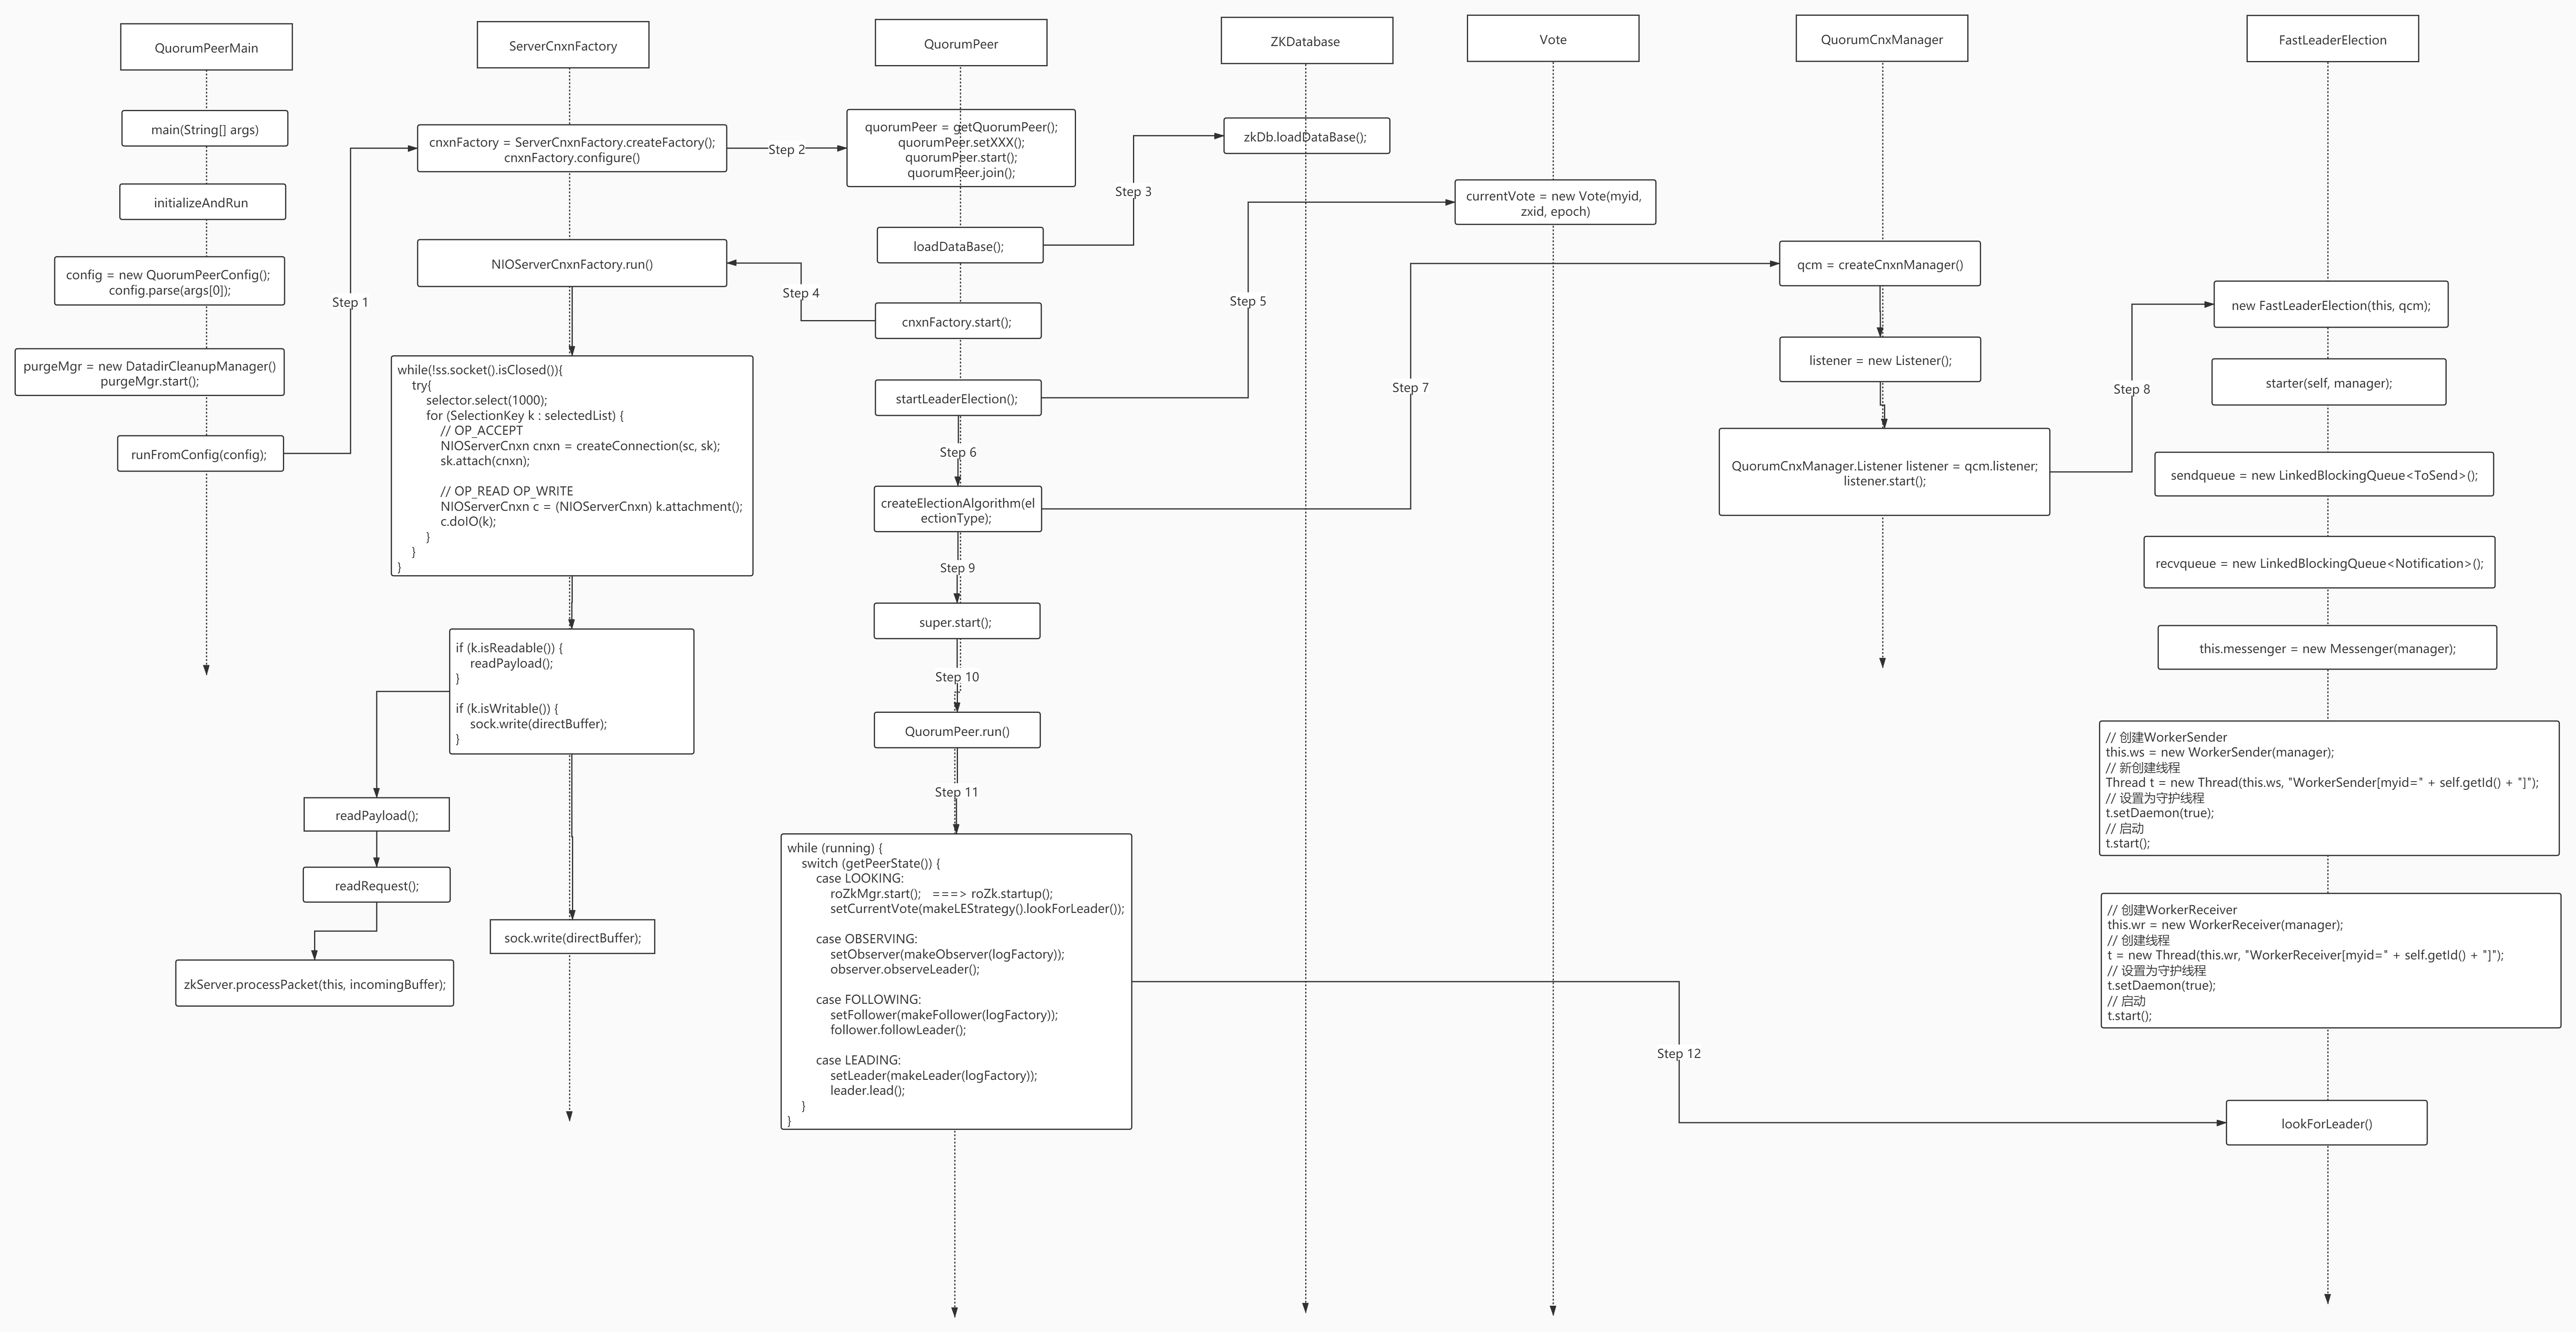 QuorumPeerMain
main(String[] args)
initializeAndRun
config = new QuorumPeerConfig();
config.parse(args[0]);
purgeMgr = new DatadirCleanupManager()
purgeMgr.start();
runFromConfig(config);
Step 1
ServerCnxnFactory
cnxnFactory = ServerCnxnFactory.createFactory();
cnxnFactory.configure()
Step 2
NIOServerCnxnFactory.run()
while(!ss.socket().isClosed()){
try{
selector.select(1000);
for (SelectionKey k : selectedList) {
// OP_ACCEPT
NIOServerCnxn cnxn = createConnection(sc, sk);
sk.attach(cnxn);
// OP_READ OP_WRITE
NIOServerCnxn c = (NIOServerCnxn) k.attachment();
c.doIO(k);
}
}
}
if (k.isReadable()) {
readPayload();
}
if (k.isWritable()) {
sock.write(directBuffer);
}
readPayload();
readRequest();
zkServer.processPacket(this, incomingBuffer);
sock.write(directBuffer);
QuorumPeer
quorumPeer = getQuorumPeer();
quorumPeer.setXXX();
quorumPeer.start();
quorumPeer.join();
loadDataBase();
Step 3
cnxnFactory.start();
Step 4
startLeaderElection();
Step 5
Step 6
createElectionAlgorithm(el
ectionType);
Step 7
Step 9
super.start();
Step 10
QuorumPeer.run()
Step 11
while (running) {
switch (getPeerState()) {
case LOOKING:
roZkMgr.start();   ===> roZk.startup();
setCurrentVote(makeLEStrategy().lookForLeader());
case OBSERVING:
setObserver(makeObserver(logFactory));
observer.observeLeader();
case FOLLOWING:
setFollower(makeFollower(logFactory));
follower.followLeader();
case LEADING:
setLeader(makeLeader(logFactory));
leader.lead();
}
}
Step 12
ZKDatabase
zkDb.loadDataBase();
Vote
currentVote = new Vote(myid,
zxid, epoch)
QuorumCnxManager
qcm = createCnxnManager()
listener = new Listener();
QuorumCnxManager.Listener listener = qcm.listener;
listener.start();
Step 8
FastLeaderElection
new FastLeaderElection(this, qcm);
starter(self, manager);
sendqueue = new LinkedBlockingQueue<ToSend>();
recvqueue = new LinkedBlockingQueue<Notification>();
this.messenger = new Messenger(manager);
// 创建WorkerSender
this.ws = new WorkerSender(manager);
// 新创建线程
Thread t = new Thread(this.ws, "WorkerSender[myid=" + self.getId() + "]");
// 设置为守护线程
t.setDaemon(true);
// 启动
t.start();
// 创建WorkerReceiver
this.wr = new WorkerReceiver(manager);
// 创建线程
t = new Thread(this.wr, "WorkerReceiver[myid=" + self.getId() + "]");
// 设置为守护线程
t.setDaemon(true);
// 启动
t.start();
lookForLeader()